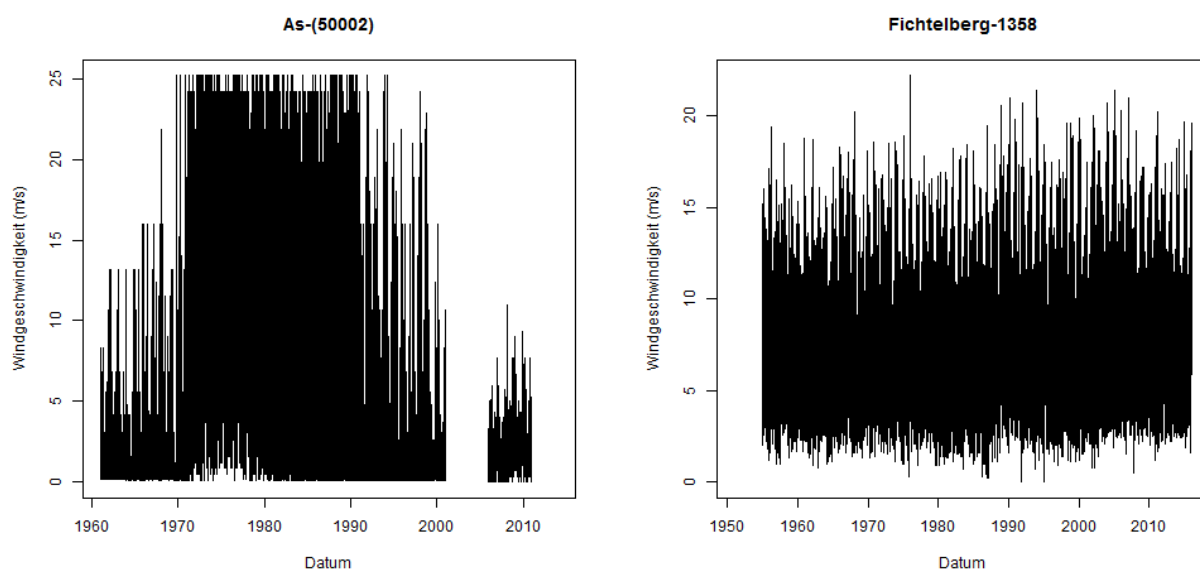 As-(50002)
Windgeschwindigkeit (m/s)
25
20
15
10
5
0
1960 1970 1980 1990 2000 2010
Datum
Fichtelberg-1358
Windgeschwindigkeit (m/s)
20
15
10
5
0
1950 1960 1970 1980 1990 2000 2010
Datum